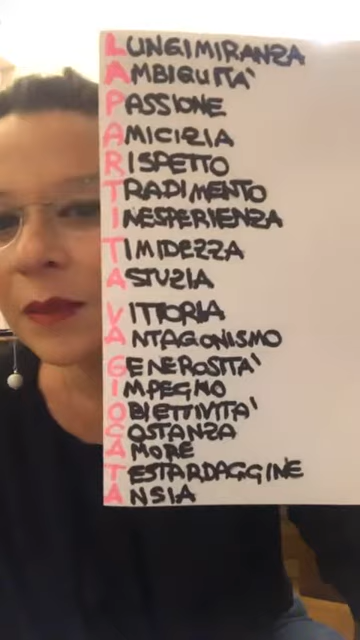 LUNGIMIRANZA
AMBIGUITA'
PASSIONE
AMICIZIA
RISPETTO
TRADIMENTO
INESPERIENZA
TIMIDEZZA
ASTUZIA
VITTORIA
ANTAGONISMO
GENEROSITA'
IMPEGNO
OBIETTIVITA'
COSTANZA
AMORE
TESTARDAGGINE
ANSIA